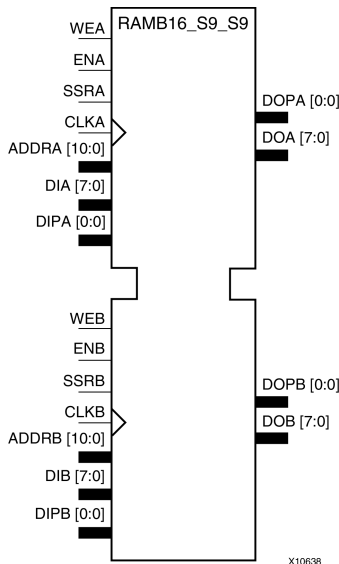 RAMB16_S9_S9
WEA
ENA
SSRA
CLKA
ADDRA [10:0]
DIA [7:0]
DIPA [0:0]
DOPA [0:0]
DOA [7:0]
WEB
ENB
SSRB
CLKB
ADDRB [10:0]
DIB [7:0]
DIPB [0:0]
DOPB [0:0]
DOB [7:0]
X10638